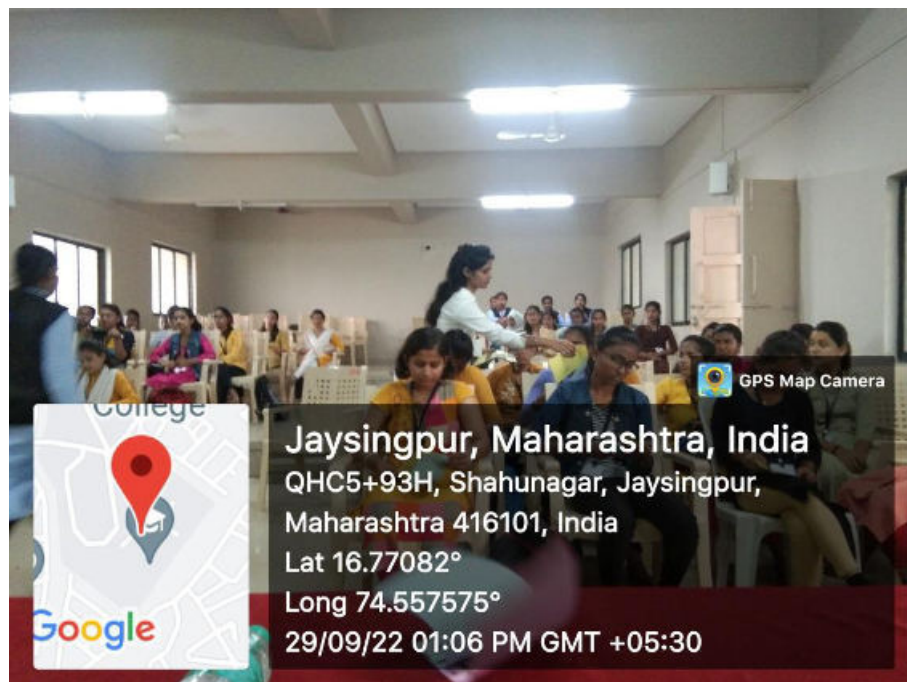 GPS Map Camera
College
Jaysingpur, Maharashtra, India
QHC5+93H, Shahunagar, Jaysingpur,
Maharashtra 416101, India
Lat 16.77082°
Long 74.557575°
29/09/22 01:06 PM GMT +05:30
Google